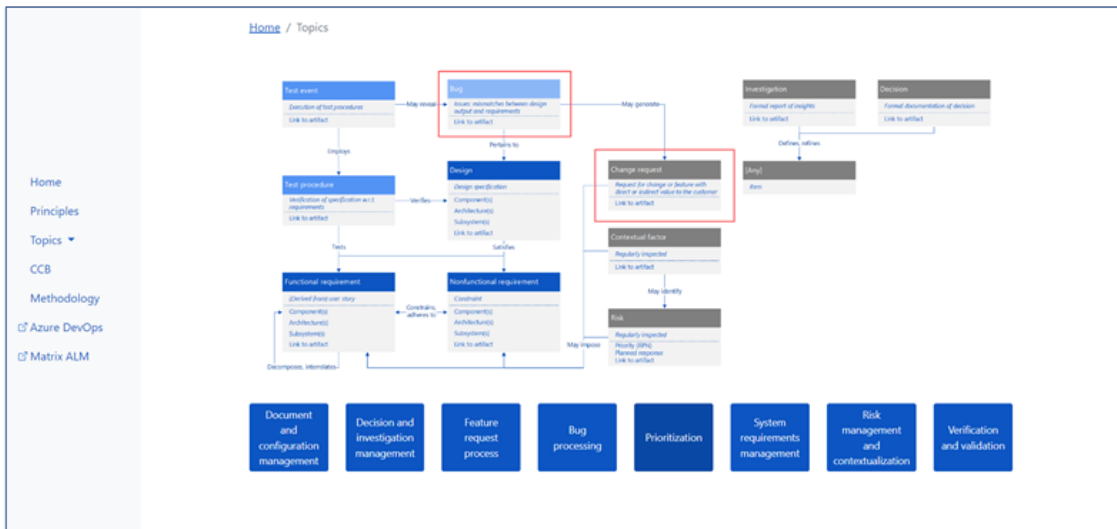 Home / Topics
Home
Principles
Topics
CCB
Methodology
Azure DevOps
Matrix ALM
Test event
Execution of test procedures
Link to artifact
May reveal
Bug
Issues: mismatches between design
output and requirements
Link to artifact
May generate
Investigation
Formal report of insights
Link to artifact
Decision
Formal documentation of decision
Link to artifact
Employs
Pertains to
Defines, refines
Test procedure
Verification of specification w.r.t.
requirements
Link to artifact
Verifies
Design
Design specification
Component(s)
Architecture(s)
Subsystem(s)
Link to artifact
Change request
Request for change or feature with
direct or indirect value to the customer
Link to artifact
[Any]
Item
Tests
Satisfies
Contextual factor
Regularly inspected
Link to artifact
May identify
Functional requirement
(Derived from) user story
Component(s)
Architecture(s)
Subsystem(s)
Link to artifact
Constrains,
adheres to
Nonfunctional requirement
Constraint
Component(s)
Architecture(s)
Subsystem(s)
Link to artifact
Risk
Regularly inspected
Priority (RPN)
Planned response
Link to artifact
May impose
Decomposes, interrelates
Document
and
configuration
management
Decision and
investigation
management
Feature
request
process
Bug
processing
Prioritization
System
requirements
management
Risk
management
and
contextualization
Verification
and validation